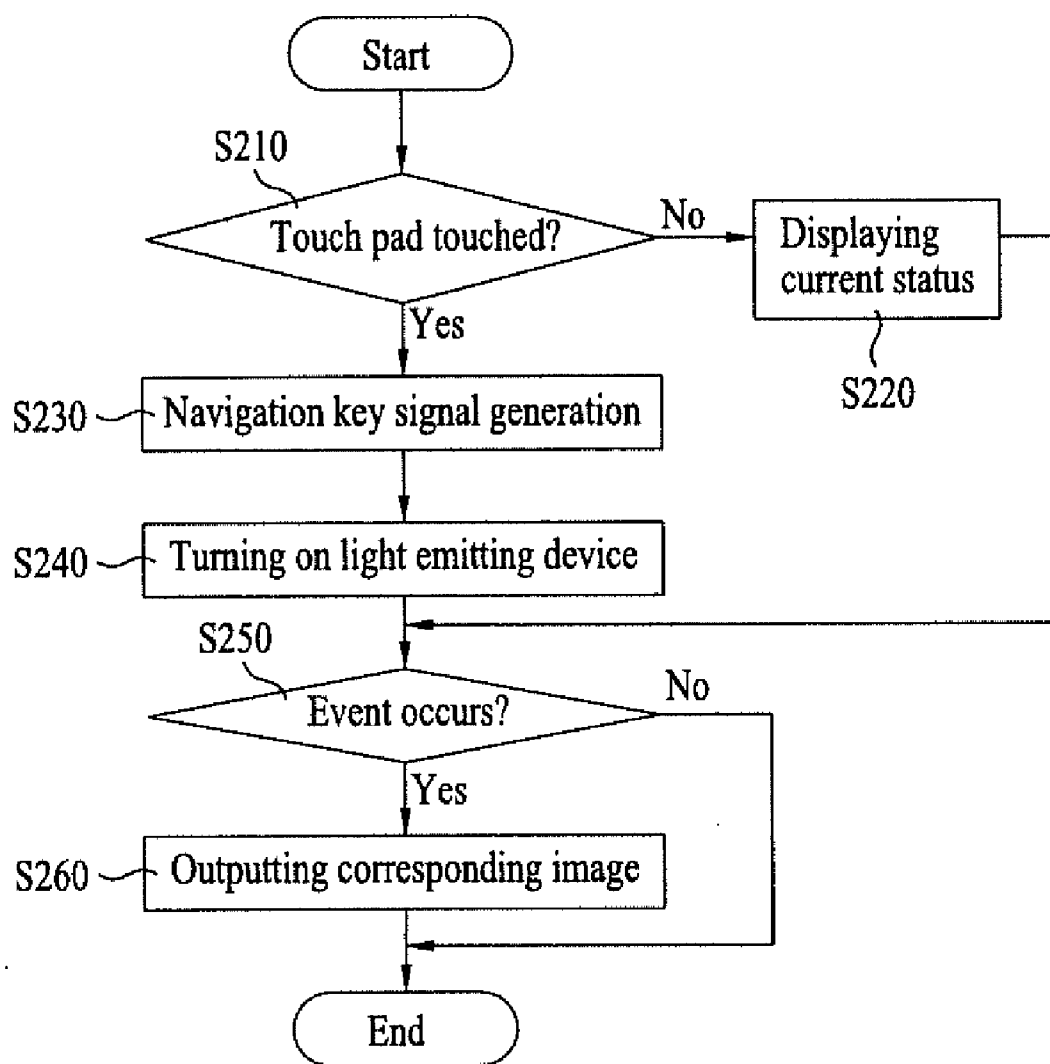 Start
S210
Touch pad touched?
No
Displaying
current status
S220
Yes
S230
Navigation key signal generation
S240
Turning on light emitting device
S250
Event occurs?
No
Yes
S260
Outputting corresponding image
End